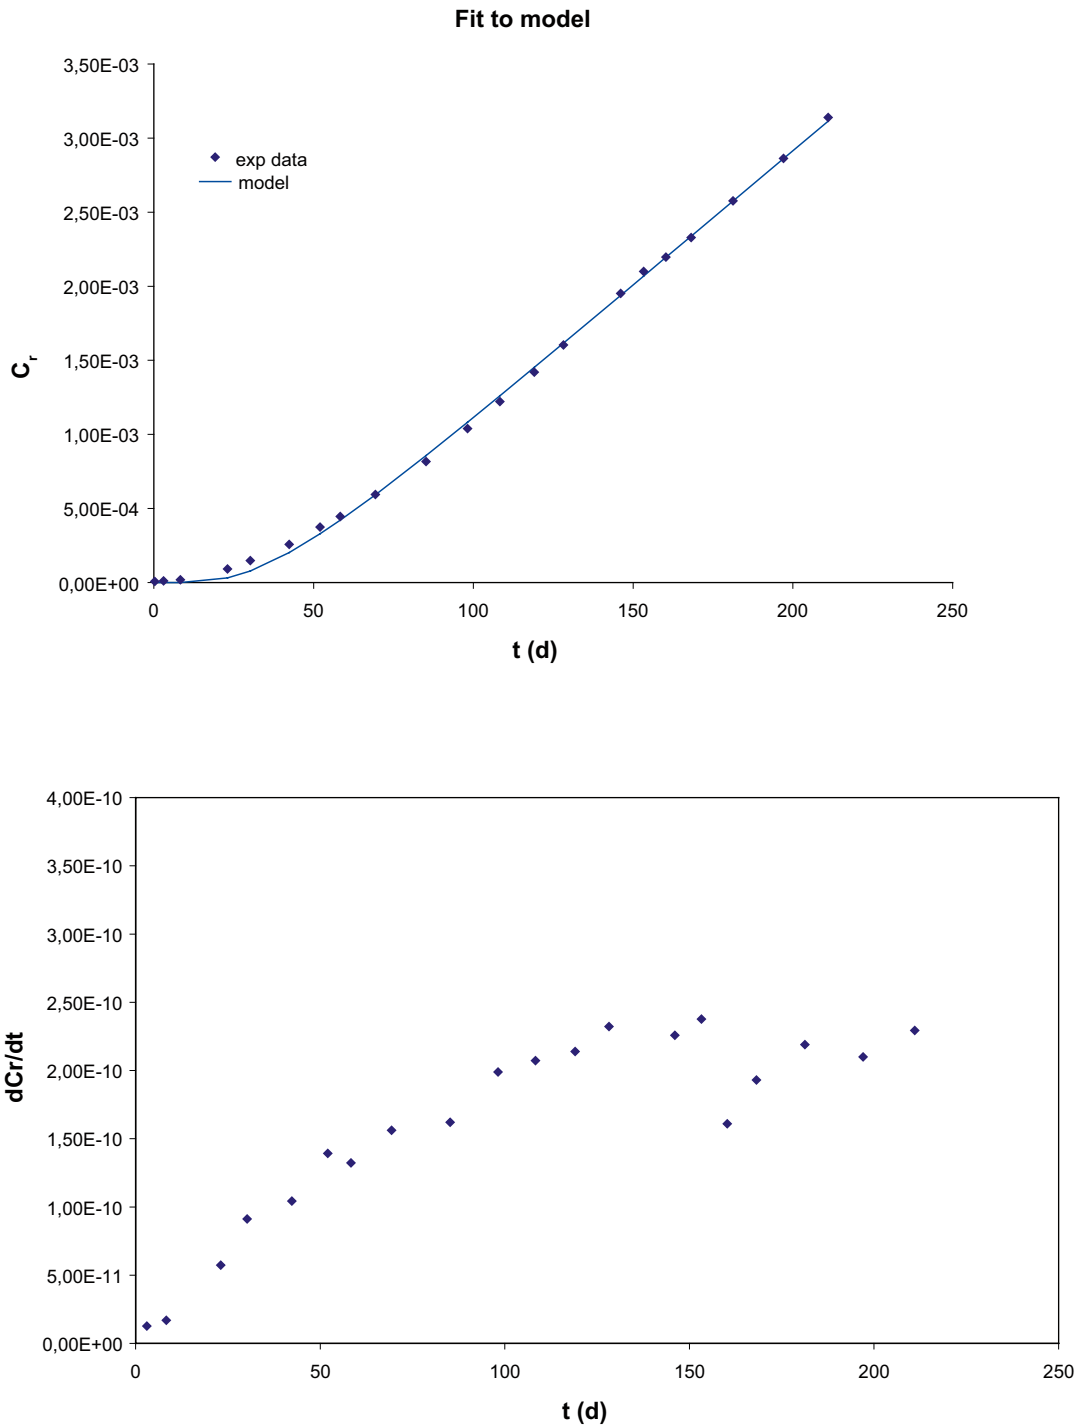 Fit to model
3,50E-03
3,00E-03
2,50E-03
2,00E-03
1,50E-03
1,00E-03
5,00E-04
0,00E+00
exp data
model
Cr
0
50
100
150
200
250
t (d)
4,00E-10
3,50E-10
3,00E-10
2,50E-10
2,00E-10
1,50E-10
1,00E-10
5,00E-11
0,00E+00
dCr/dt
0
50
100
150
200
250
t (d)